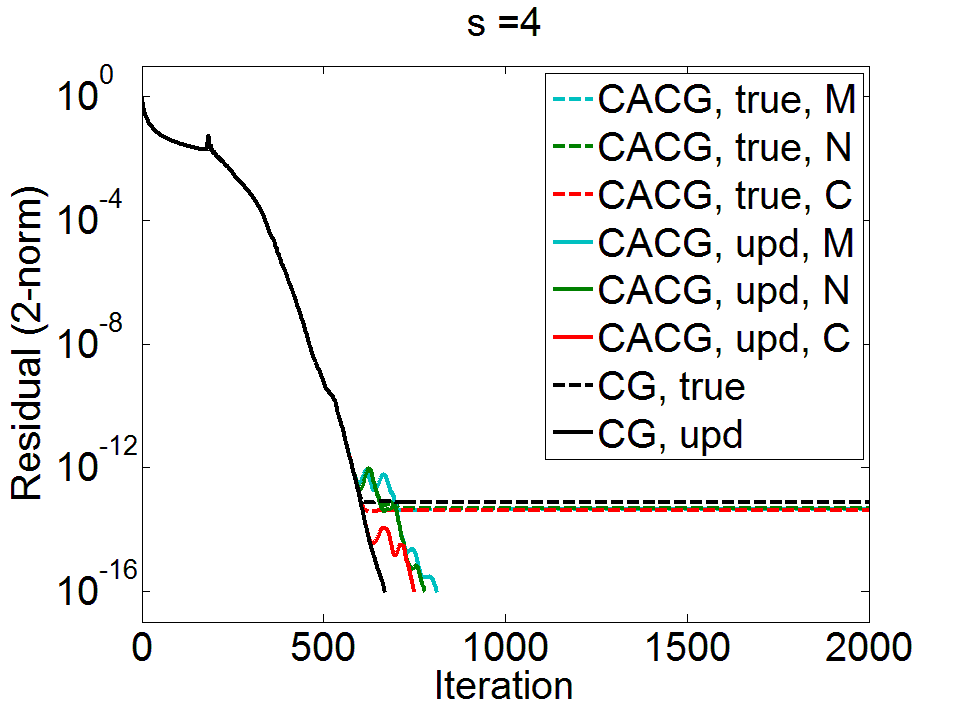 s =4
Residual (2-norm)
10^0
10^-4
10^-8
10^-12
10^-16
CACG, true, M
CACG, true, N
CACG, true, C
CACG, upd, M
CACG, upd, N
CACG, upd, C
CG, true
CG, upd
0 500 1000 1500 2000
Iteration